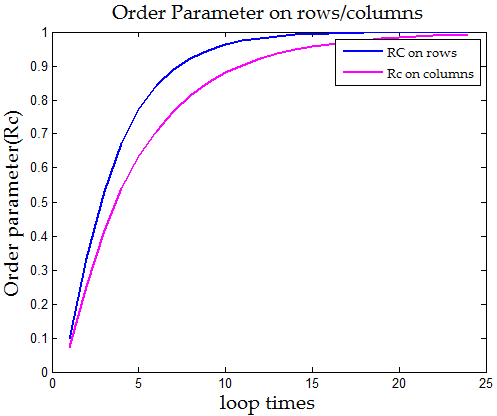 Order Parameter on rows/columns
1
0.9
0.8
0.7
0.6
0.5
0.4
0.3
0.2
0.1
0
Order parameter(Rc)
RC on rows
Rc on columns
0 5 10 15 20 25
loop times